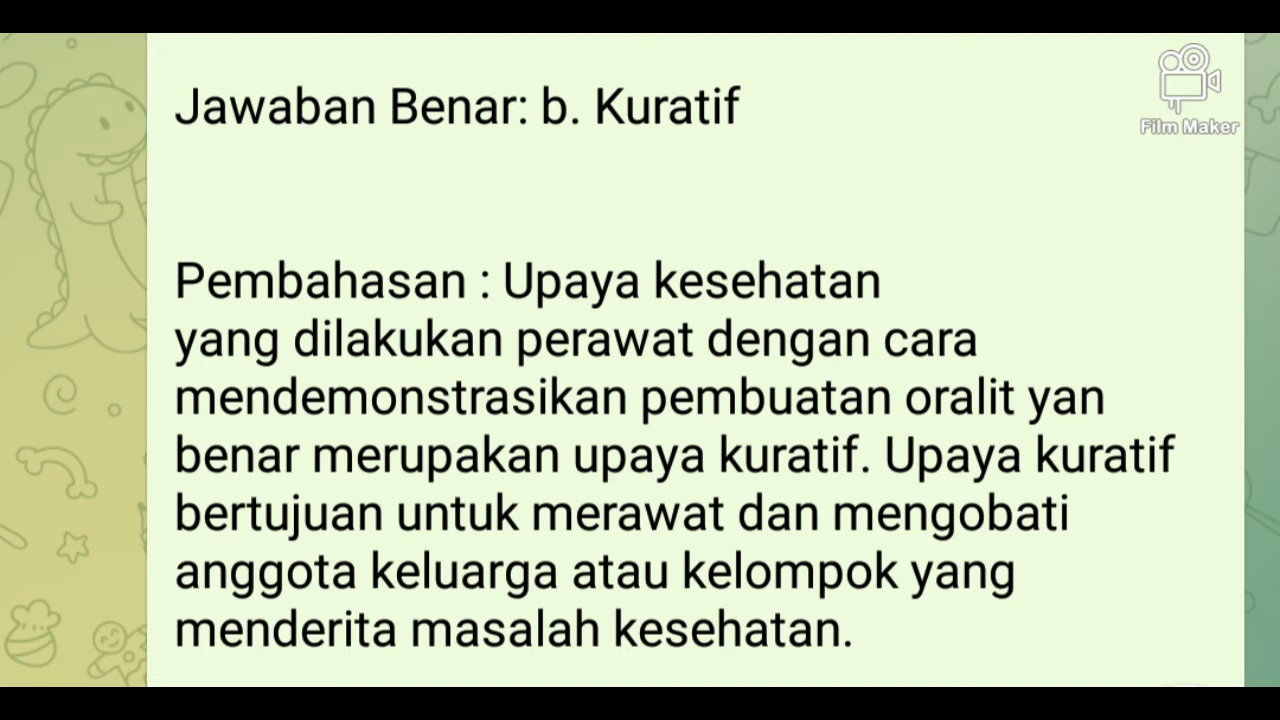 Jawaban Benar: b. Kuratif
Film Maker
Pembahasan : Upaya kesehatan
yang dilakukan perawat dengan cara
mendemonstrasikan pembuatan oralit yan
benar merupakan upaya kuratif. Upaya kuratif
bertujuan untuk merawat dan mengobati
anggota keluarga atau kelompok yang
menderita masalah kesehatan.